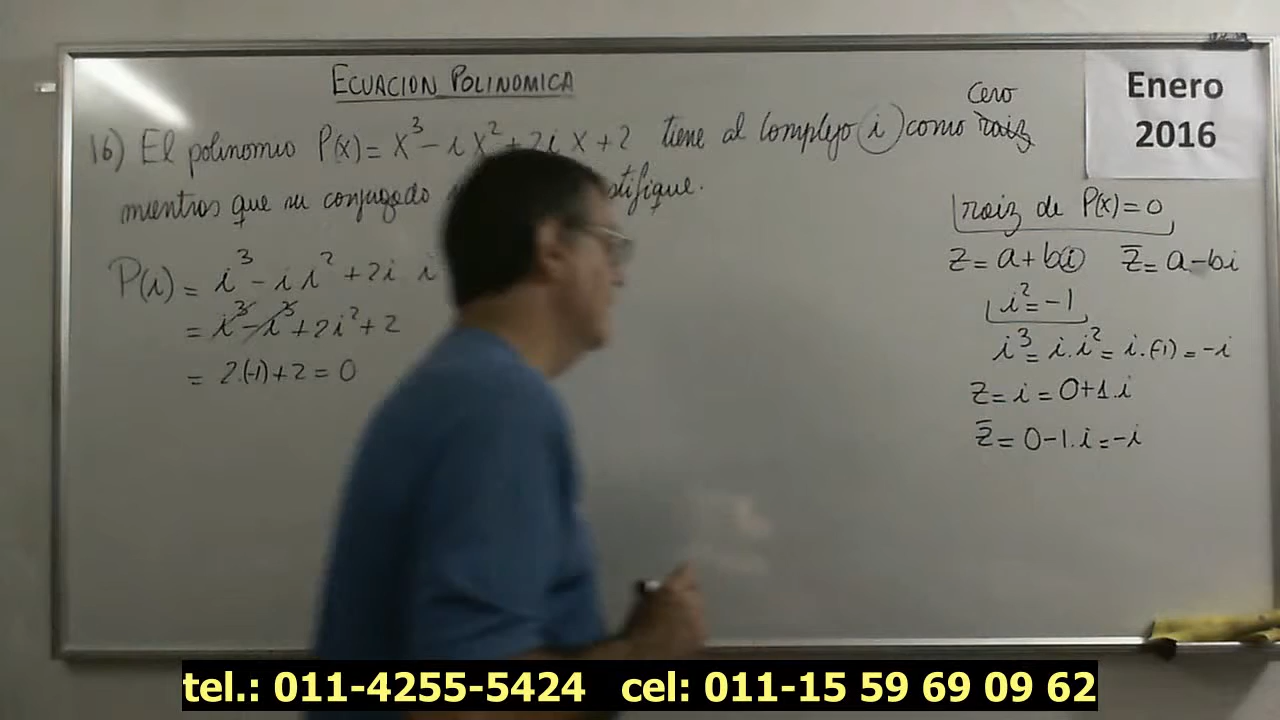 ECUACION POLINOMICA
Cero
16) El polinomio P(x) = x³ - i x² + 2i x + 2 tiene al complejo (i) como raiz
mientras que su conjugado stifique.
P(i) = i³ - i i² + 2i i
= i³ - i³ + 2i² + 2
= 2.(-1) + 2 = 0
Enero
2016
raiz de P(x) = 0
z = a + bi z̅ = a - bi
i² = -1
i³ = i.i² = i.(-1) = -i
z = i = 0 + 1.i
z̅ = 0 - 1.i = -i
tel.: 011-4255-5424 cel: 011-15 59 69 09 62